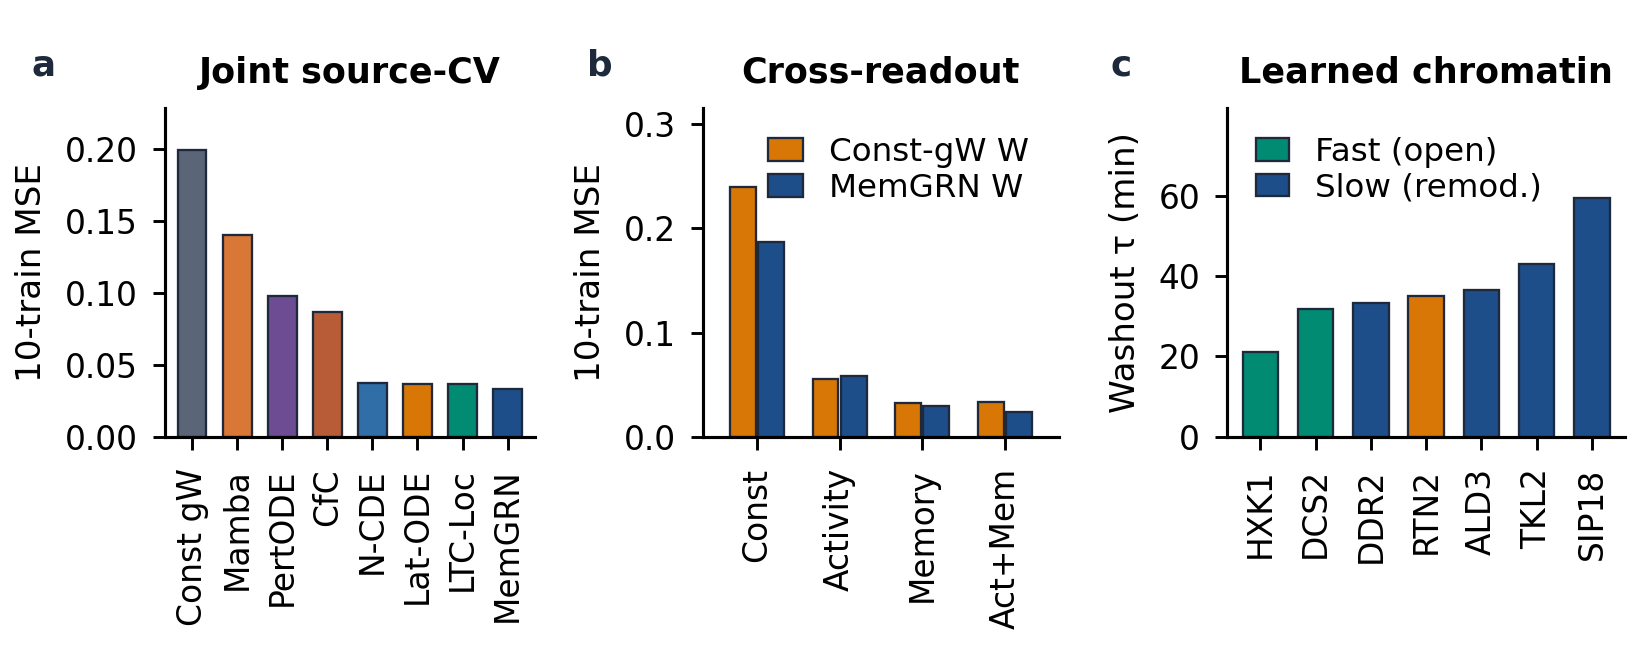 a
Joint source-CV
10-train MSE
0.20
0.15
0.10
0.05
0.00
Const gW
Mamba
PertODE
CfC
N-CDE
Lat-ODE
LTC-Loc
MemGRN
b
Cross-readout
10-train MSE
0.3
0.2
0.1
0.0
Const-gW W
MemGRN W
Const
Activity
Memory
Act+Mem
c
Learned chromatin
Washout τ (min)
60
40
20
0
Fast (open)
Slow (remod.)
HXK1
DCS2
DDR2
RTN2
ALD3
TKL2
SIP18